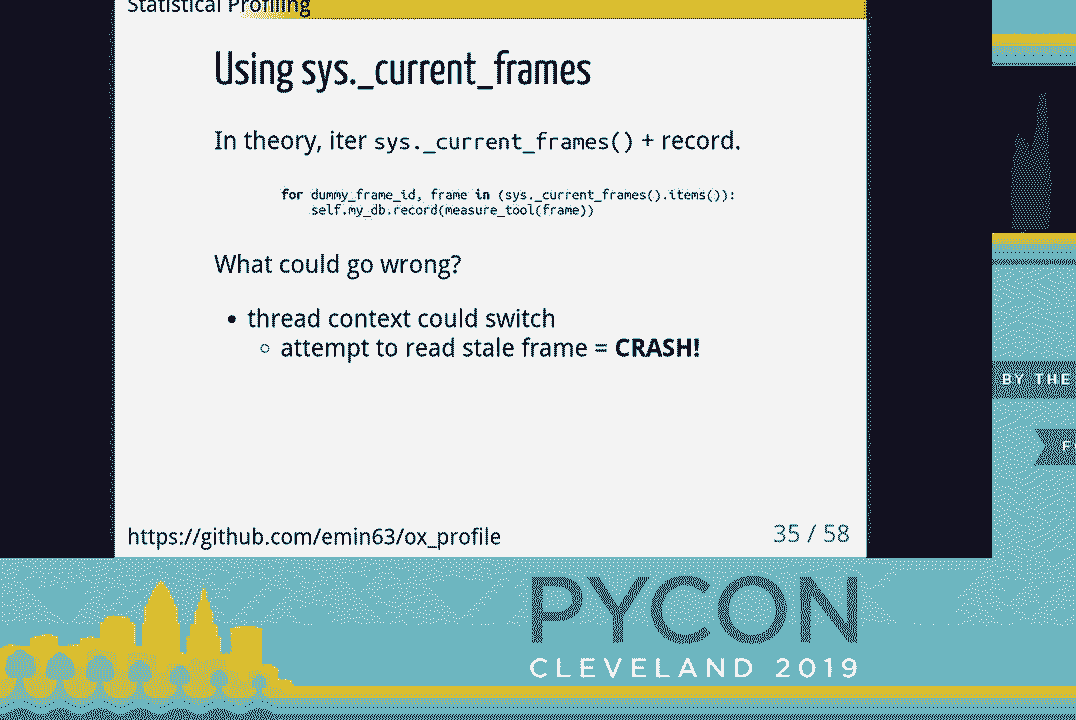 Statistical Profiling
Using sys._current_frames
In theory, iter sys._current_frames() + record.
for dummy_frame_id, frame in (sys._current_frames().items()):
self.my_db.record(measure_tool(frame))
What could go wrong?
• thread context could switch
○ attempt to read stale frame = CRASH!
https://github.com/emin63/ox_profile
35 / 58
BY THE
PYCON
CLEVELAND 2019